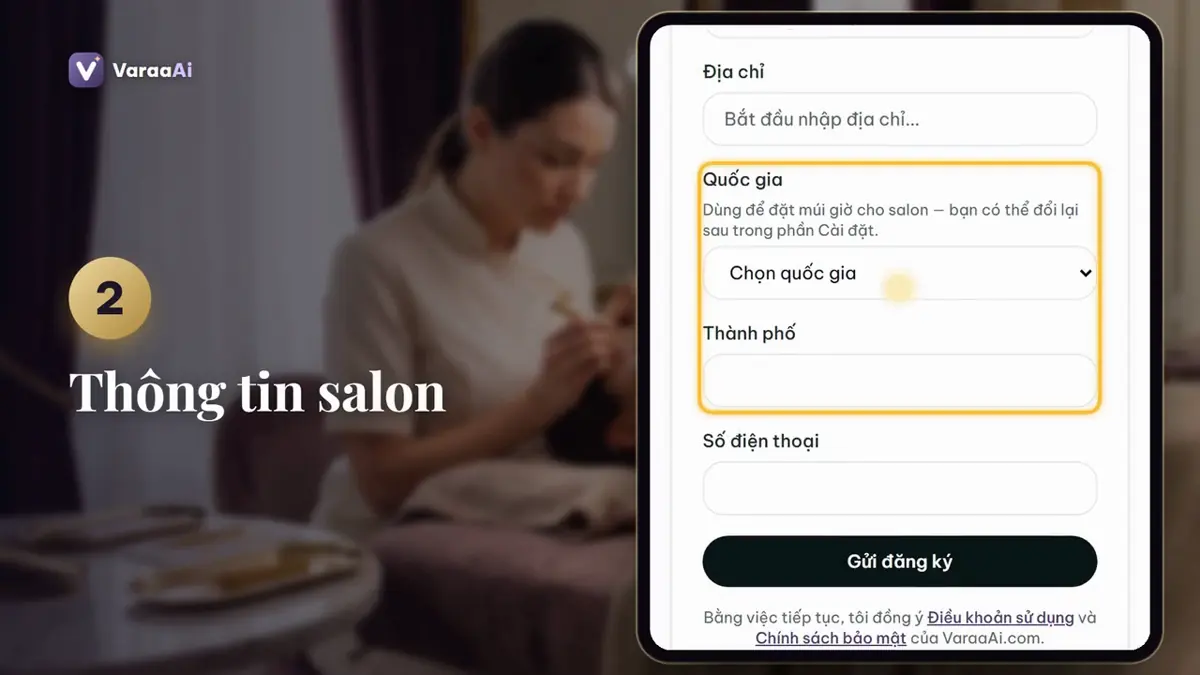 VaraaAi
2
Thông tin salon
Địa chỉ
Bắt đầu nhập địa chỉ...
Quốc gia
Dùng để đặt múi giờ cho salon — bạn có thể đổi lại
sau trong phần Cài đặt.
Chọn quốc gia
Thành phố
Số điện thoại
Gửi đăng ký
Bằng việc tiếp tục, tôi đồng ý Điều khoản sử dụng và
Chính sách bảo mật của VaraaAi.com.